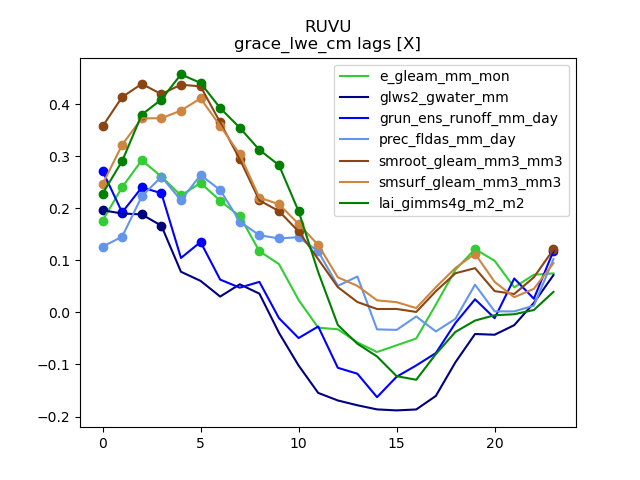 RUVU
grace_lwe_cm lags [X]
e_gleam_mm_mon
glws2_gwater_mm
grun_ens_runoff_mm_day
prec_fldas_mm_day
smroot_gleam_mm3_mm3
smsurf_gleam_mm3_mm3
lai_gimms4g_m2_m2
0.4
0.3
0.2
0.1
0.0
−0.1
−0.2
0 5 10 15 20